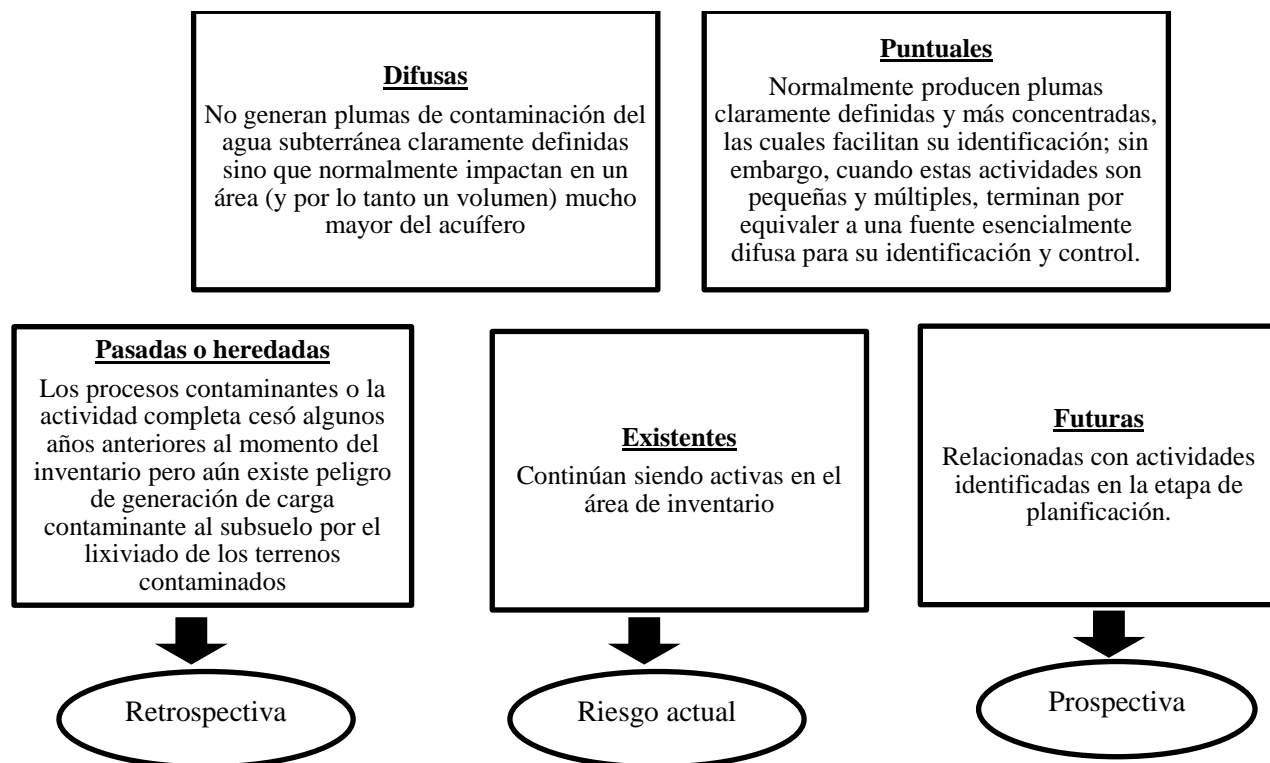 Difusas
No generan plumas de contaminación del
agua subterránea claramente definidas
sino que normalmente impactan en un
área (y por lo tanto un volumen) mucho
mayor del acuífero
Puntuales
Normalmente producen plumas
claramente definidas y más concentradas,
las cuales facilitan su identificación; sin
embargo, cuando estas actividades son
pequeñas y múltiples, terminan por
equivaler a una fuente esencialmente
difusa para su identificación y control.
Pasadas o heredadas
Los procesos contaminantes o la
actividad completa cesó algunos
años anteriores al momento del
inventario pero aún existe peligro
de generación de carga
contaminante al subsuelo por el
lixiviado de los terrenos
contaminados
Existentes
Continúan siendo activas en el
área de inventario
Futuras
Relacionadas con actividades
identificadas en la etapa de
planificación.
Retrospectiva
Riesgo actual
Prospectiva